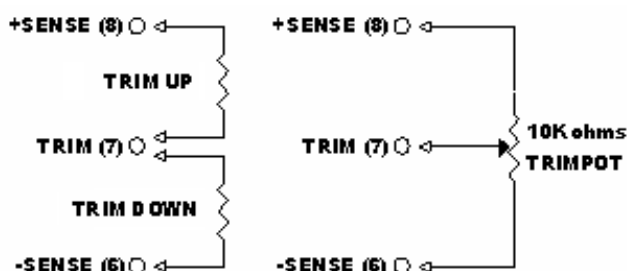 +SENSE (8)
TRIM UP
TRIM (7)
TRIM DOWN
-SENSE (6)
+SENSE (8)
10K ohms
TRIM (7)
TRIMPOT
-SENSE (6)